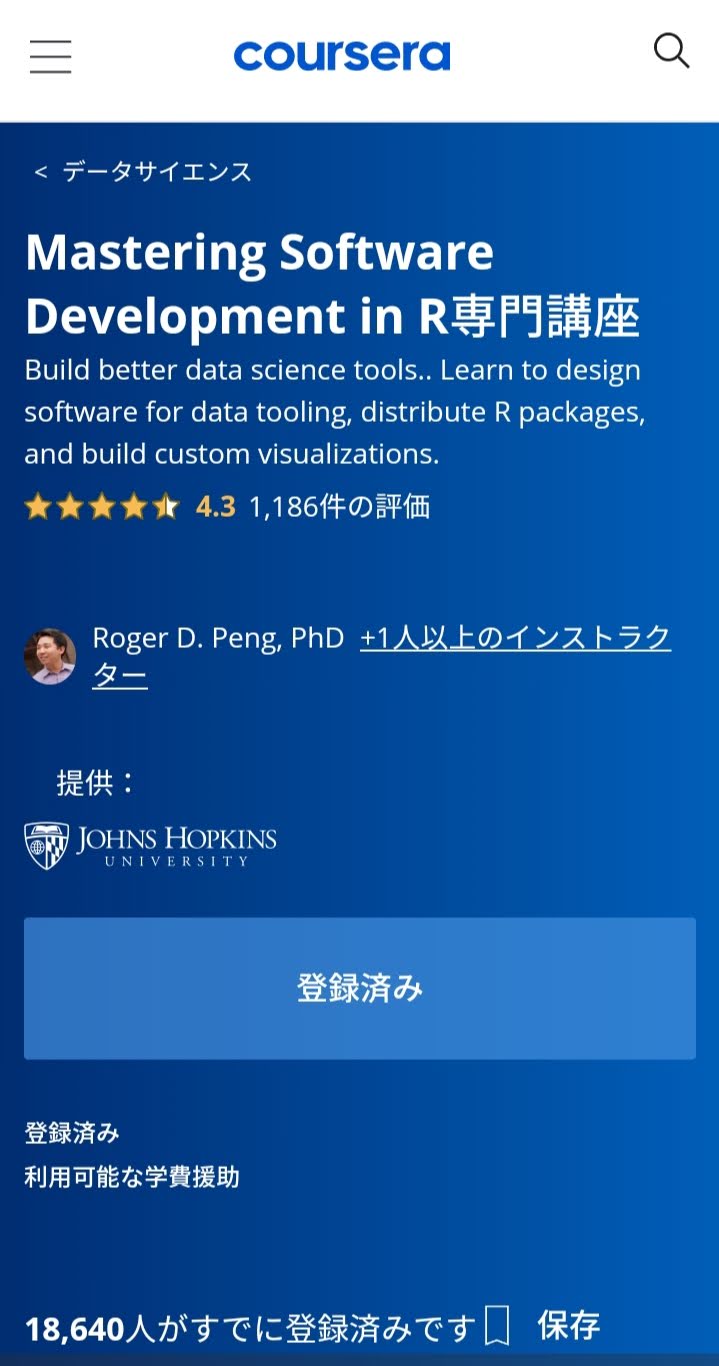 coursera
< データサイエンス
Mastering Software
Development in R専門講座
Build better data science tools.. Learn to design
software for data tooling, distribute R packages,
and build custom visualizations.
4.3 1,186件の評価
Roger D. Peng, PhD +1人以上のインストラク
ター
提供：
JOHNS HOPKINS
UNIVERSITY
登録済み
登録済み
利用可能な学費援助
18,640人がすでに登録済みです 保存